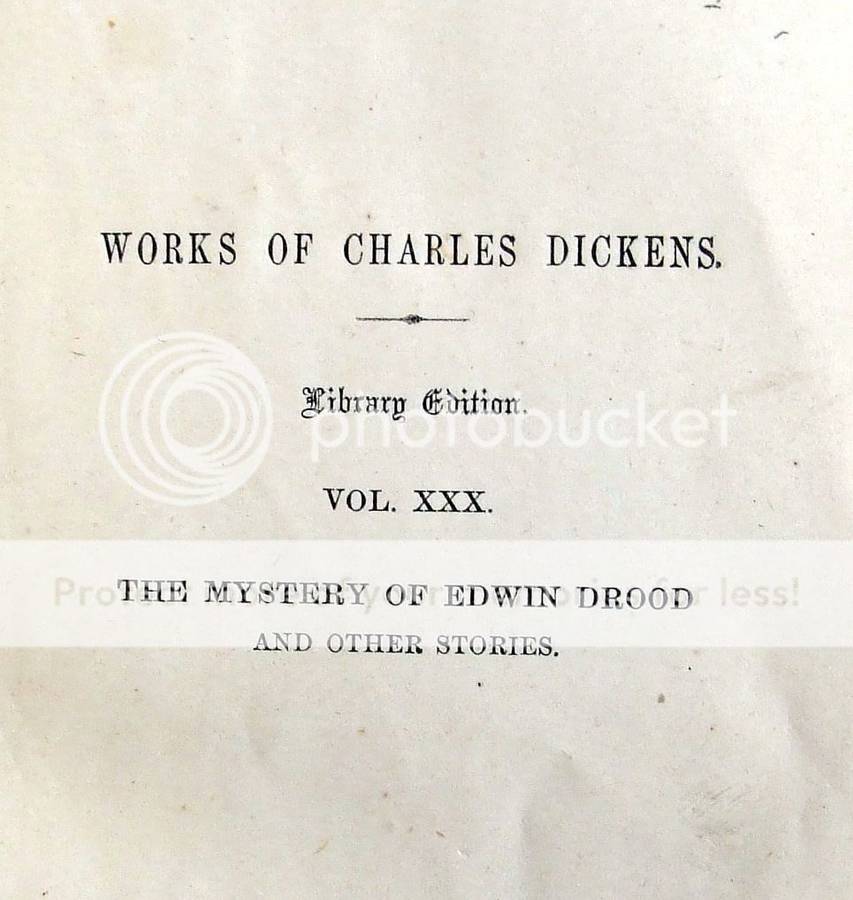 WORKS OF CHARLES DICKENS.
Library Edition.
photobucket
VOL. XXX.
Protect more of your memories for less!
THE MYSTERY OF EDWIN DROOD
AND OTHER STORIES.